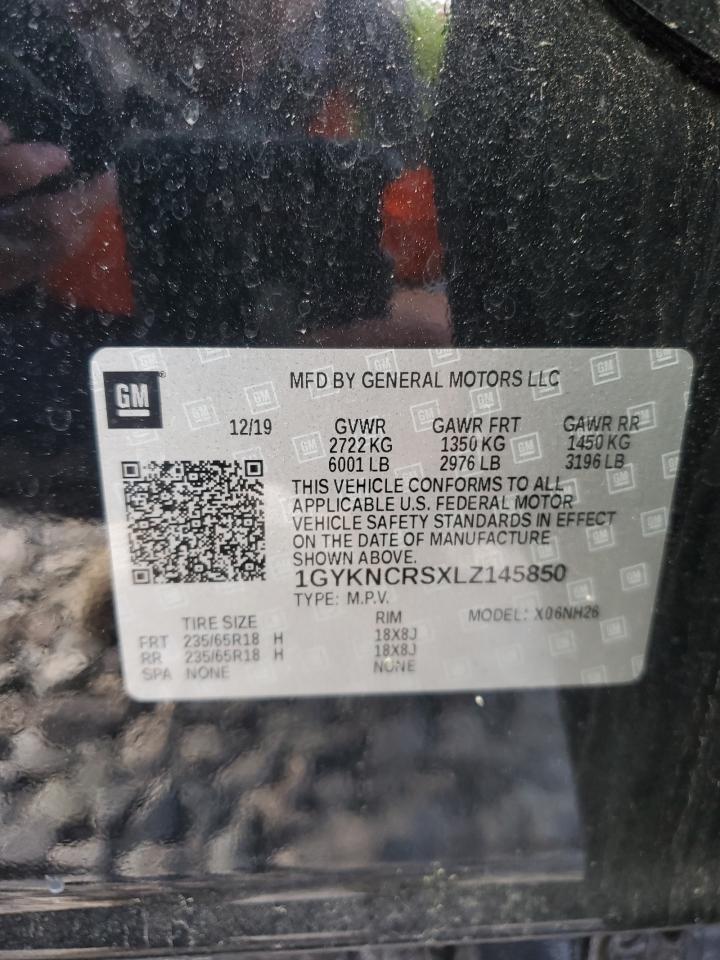 GM
MFD BY GENERAL MOTORS LLC
12/19 GVWR GAWR FRT GAWR RR
2722 KG 1350 KG 1450 KG
6001 LB 2976 LB 3196 LB
THIS VEHICLE CONFORMS TO ALL
APPLICABLE U.S. FEDERAL MOTOR
VEHICLE SAFETY STANDARDS IN EFFECT
ON THE DATE OF MANUFACTURE
SHOWN ABOVE.
1GYKNCRSXLZ145850
TYPE: M.P.V. MODEL: X06NH26
TIRE SIZE RIM
FRT 235/65R18 H 18X8J
RR 235/65R18 H 18X8J
SPA NONE NONE